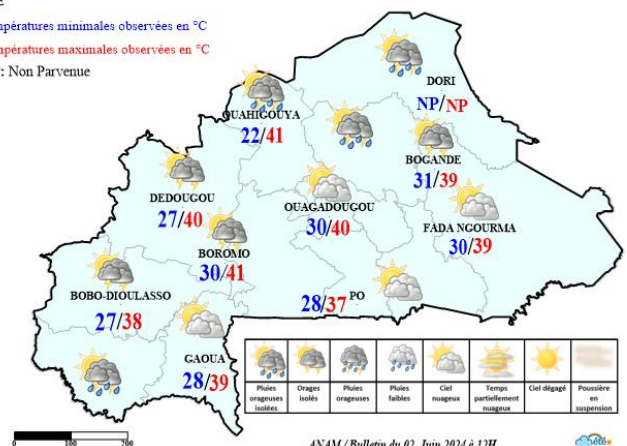 mpératures minimales observées en °C
mpératures maximales observées en °C
: Non Parvenue
DORI
NP/NP
OUAHIGOUYA
22/41
BOGANDE
31/39
DEDOUGOU
27/40
OUAGADOUGOU
30/40
FADA NGOURMA
30/39
BOROMO
30/41
BOBO-DIOULASSO
27/38
28/37 PO
GAOUA
28/39
Pluies orageuses isolées
Orages isolés
Pluies orageuses
Pluies faibles
Ciel nuageux
Temps partiellement nuageux
Ciel dégagé
Poussière en suspension
0 100 200
ANAM / Bulletin du 02 Juin 2024 à 12H